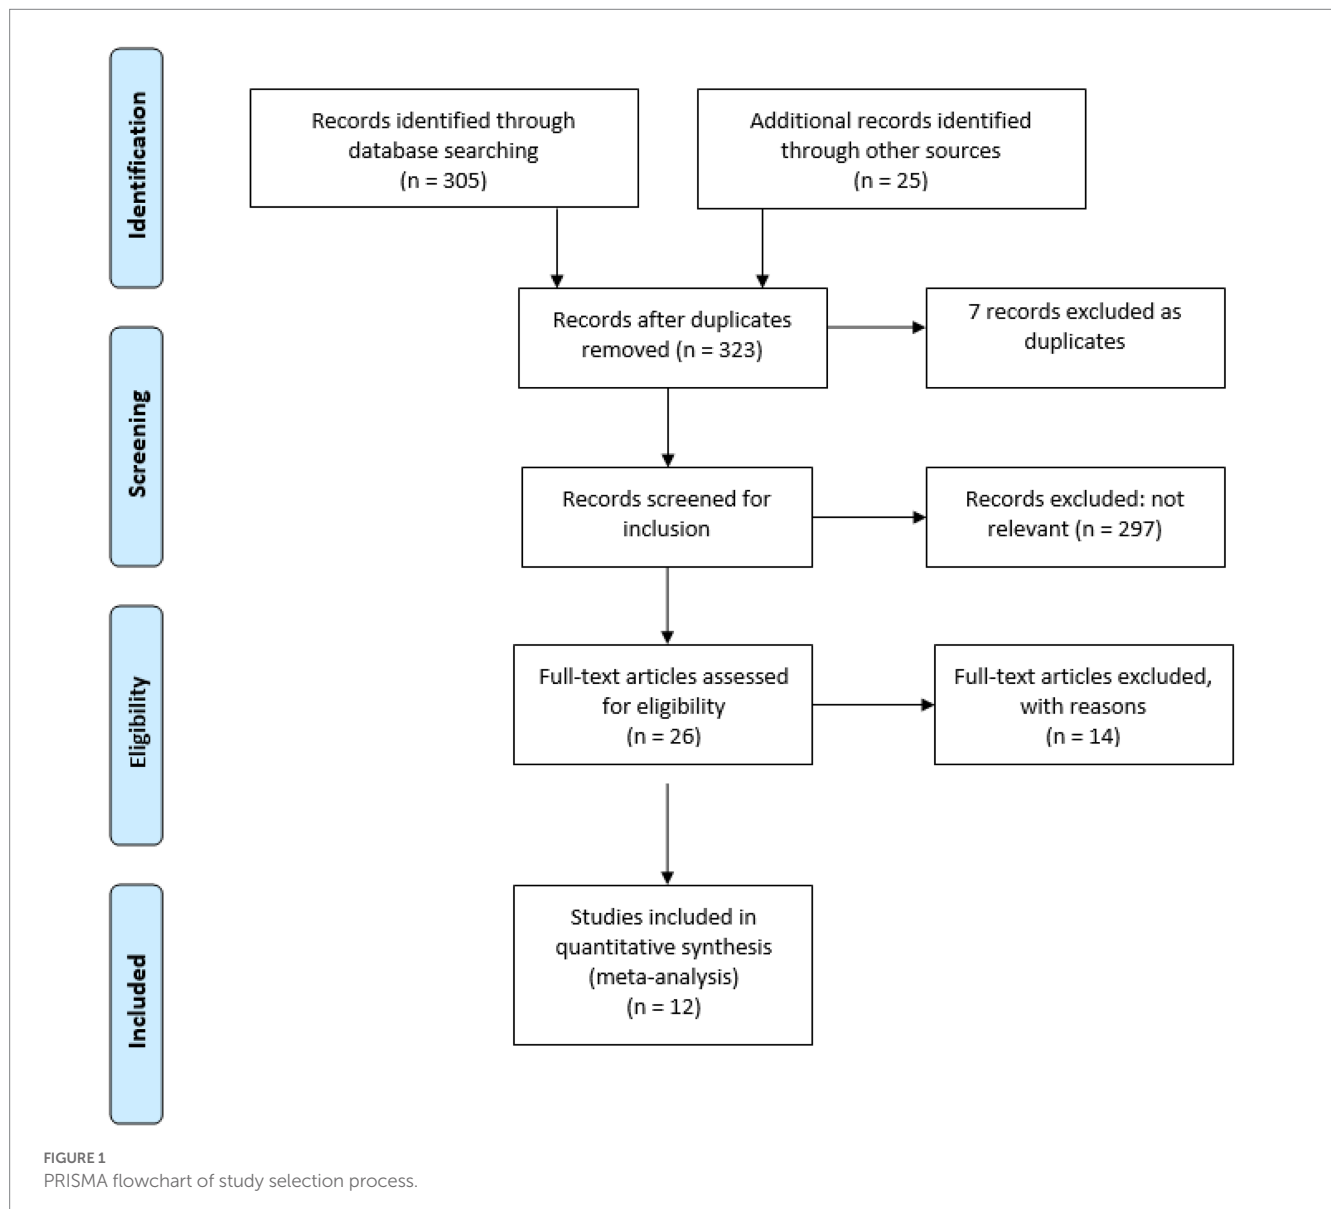 Identification
Records identified through
database searching
(n = 305)
Additional records identified
through other sources
(n = 25)
Records after duplicates
removed (n = 323)
7 records excluded as
duplicates
Screening
Records screened for
inclusion
Records excluded: not
relevant (n = 297)
Eligibility
Full-text articles assessed
for eligibility
(n = 26)
Full-text articles excluded,
with reasons
(n = 14)
Included
Studies included in
quantitative synthesis
(meta-analysis)
(n = 12)
FIGURE 1
PRISMA flowchart of study selection process.